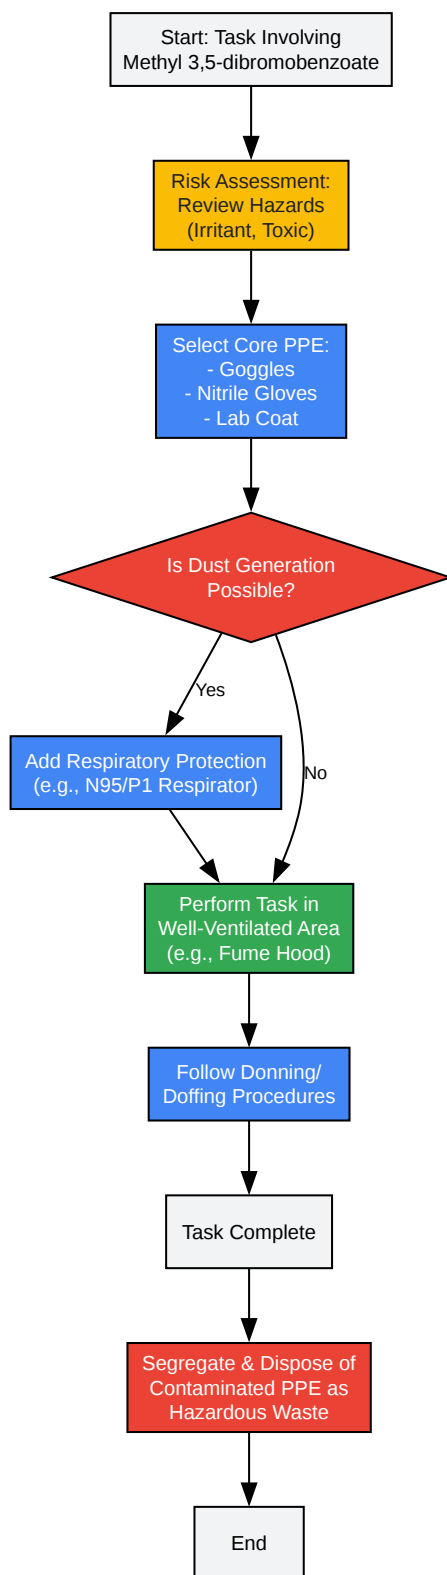 Start: Task Involving
Methyl 3,5-dibromobenzoate
Risk Assessment:
Review Hazards
(Irritant, Toxic)
Select Core PPE:
- Goggles
- Nitrile Gloves
- Lab Coat
Is Dust Generation
Possible?
Yes
Add Respiratory Protection
(e.g., N95/P1 Respirator)
No
Perform Task in
Well-Ventilated Area
(e.g., Fume Hood)
Follow Donning/
Doffing Procedures
Task Complete
Segregate & Dispose of
Contaminated PPE as
Hazardous Waste
End